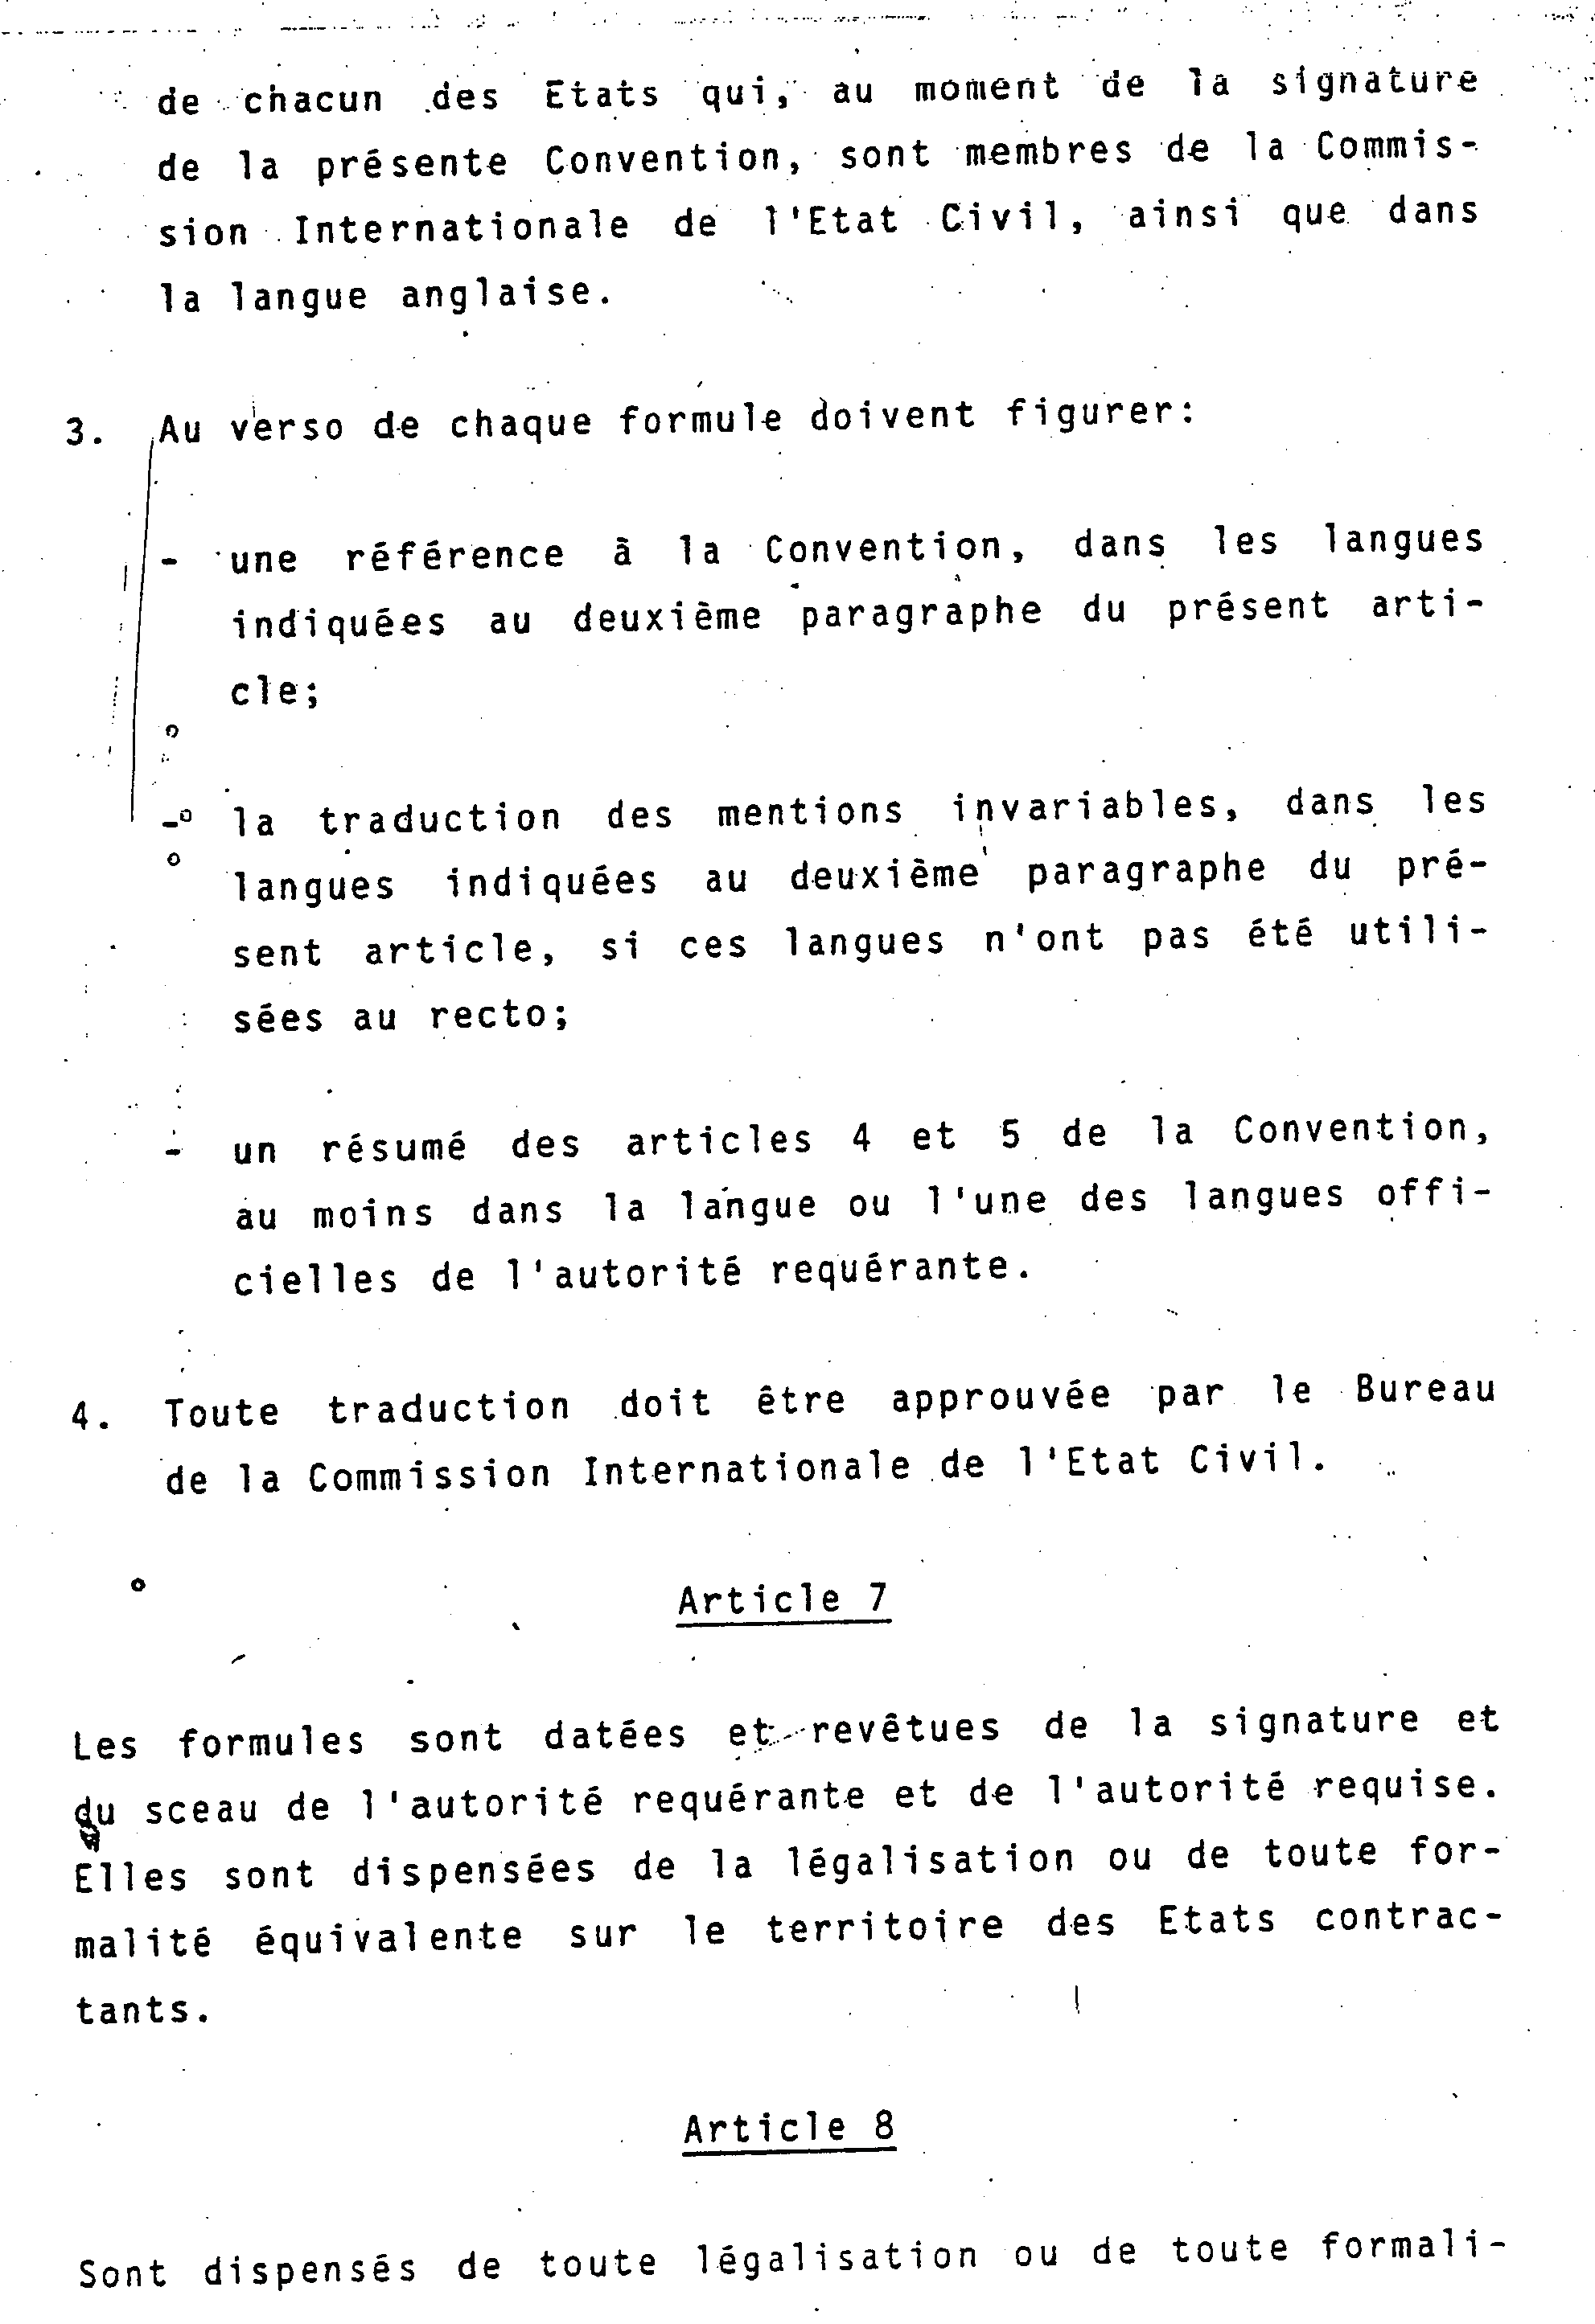 de chacun des Etats qui, au moment de la signature
de la présente Convention, sont membres de la Commis-
sion Internationale de l'Etat Civil, ainsi que dans
la langue anglaise.
3. Au verso de chaque formule doivent figurer:
- une référence à la Convention, dans les langues
indiquées au deuxième paragraphe du présent arti-
cle;
- la traduction des mentions invariables, dans les
langues indiquées au deuxième paragraphe du pré-
sent article, si ces langues n'ont pas été utili-
sées au recto;
- un résumé des articles 4 et 5 de la Convention,
au moins dans la langue ou l'une des langues offi-
cielles de l'autorité requérante.
4. Toute traduction doit être approuvée par le Bureau
de la Commission Internationale de l'Etat Civil.
Article 7
Les formules sont datées et revêtues de la signature et
du sceau de l'autorité requérante et de l'autorité requise.
Elles sont dispensées de la légalisation ou de toute for-
malité équivalente sur le territoire des Etats contrac-
tants.
Article 8
Sont dispensés de toute légalisation ou de toute formali-